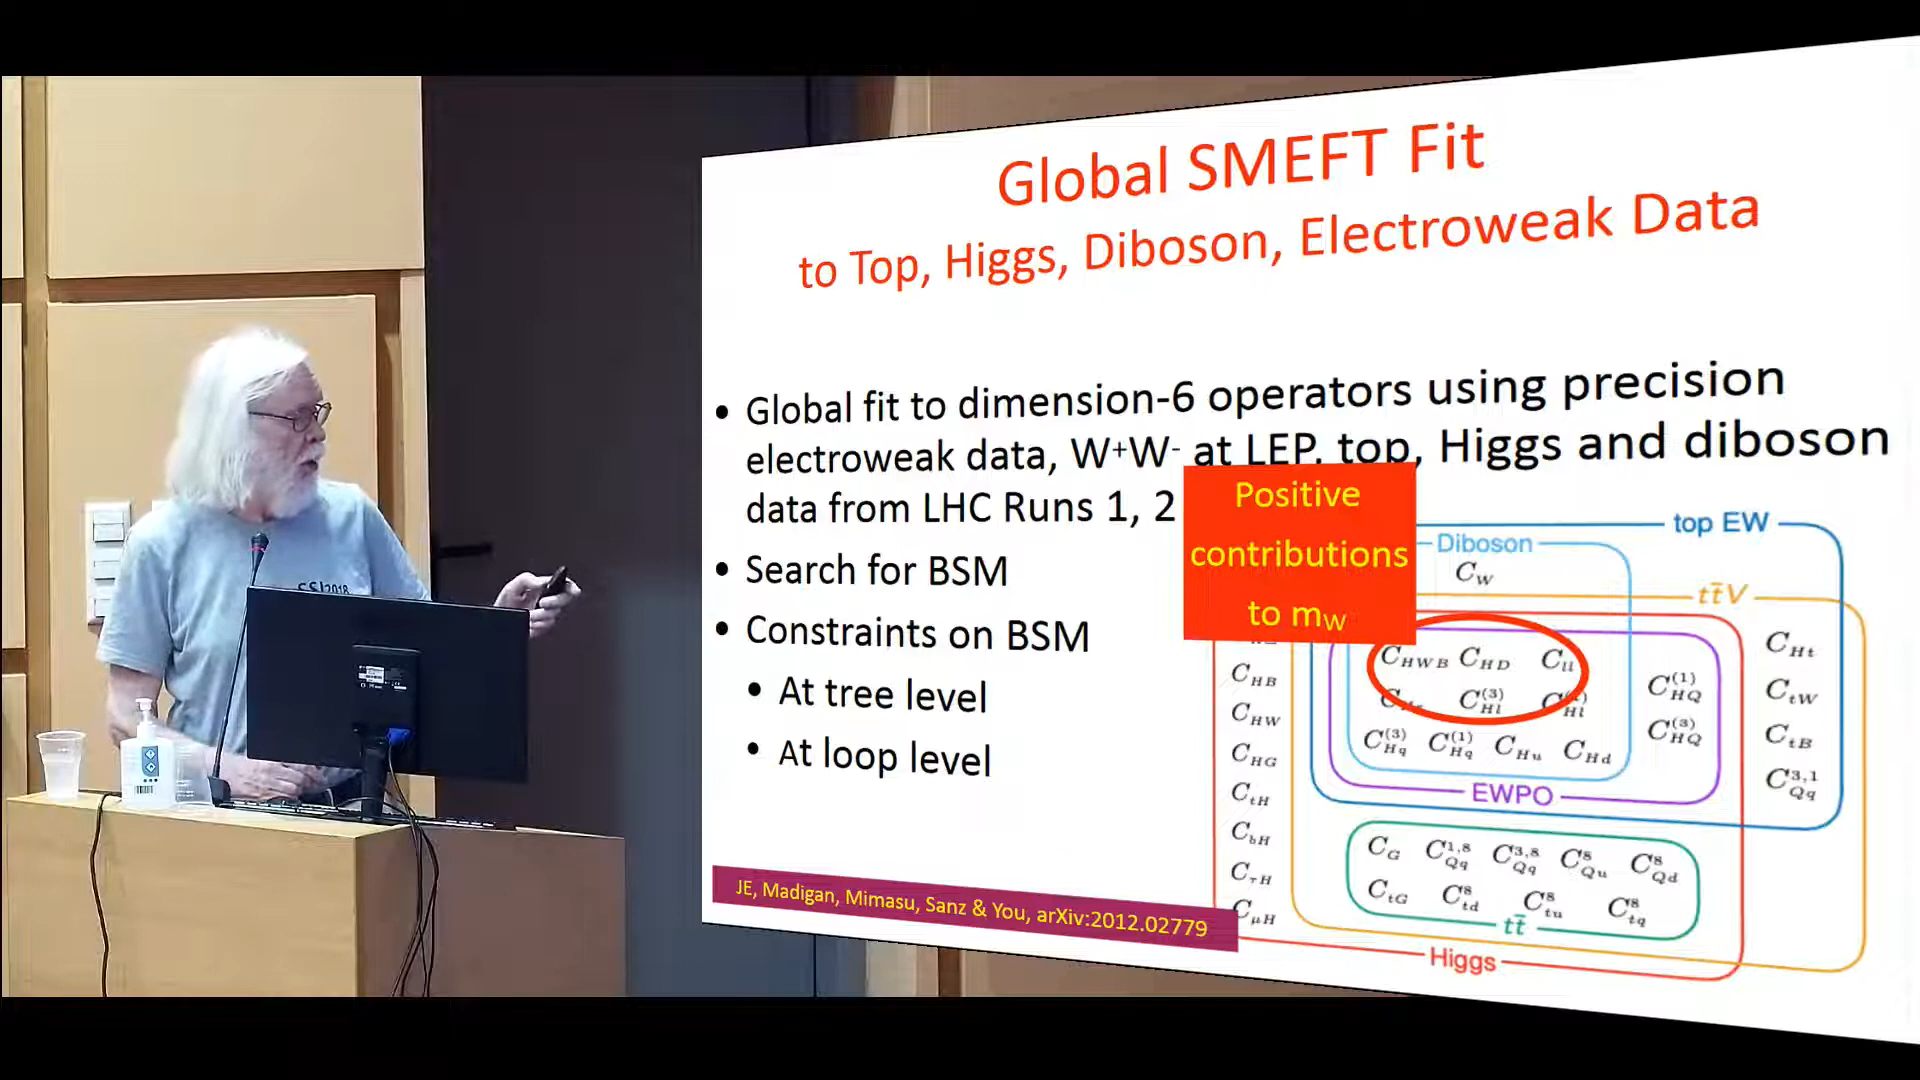 Global SMEFT Fit
to Top, Higgs, Diboson, Electroweak Data
• Global fit to dimension-6 operators using precision
electroweak data, W⁺W⁻ at LEP, top, Higgs and diboson
data from LHC Runs 1, 2
• Search for BSM
• Constraints on BSM
• At tree level
• At loop level
Positive
contributions
to m_W
top EW
Diboson
C_W
tt̄V
C_HWB C_HD C_ll
C_Hl^(3) C_Hl^(1)
C_Hq^(3) C_Hq^(1) C_Hu C_Hd
C_HQ^(1)
C_HQ^(3)
EWPO
C_HB
C_HW
C_HG
C_tH
C_bH
C_τH
C_μH
C_Ht
C_tW
C_tB
C_Qq^3,1
C_G C_Qq^1,8 C_Qq^3,8 C_Qu^8 C_Qd^8
C_tG C_td^8 C_tu^8 C_tq^8
tt̄
Higgs
JE, Madigan, Mimasu, Sanz & You, arXiv:2012.02779